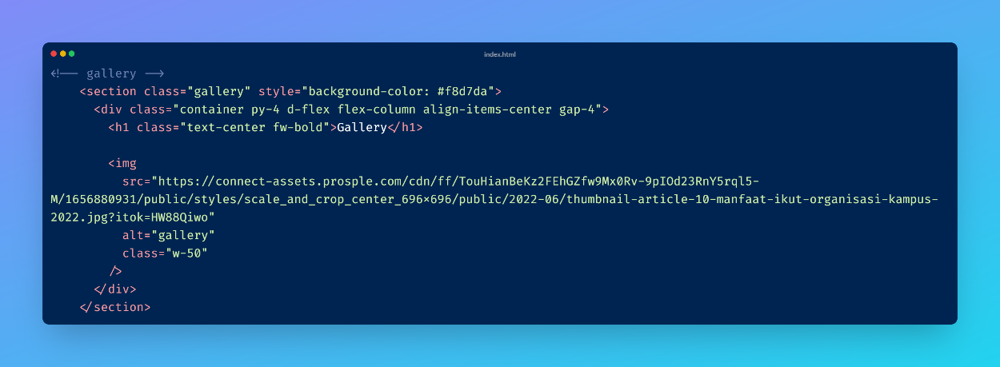 index.html
<!-- gallery -->
<section class="gallery" style="background-color: #f8d7da">
<div class="container py-4 d-flex flex-column align-items-center gap-4">
<h1 class="text-center fw-bold">Gallery</h1>
<img
src="https://connect-assets.prosple.com/cdn/ff/TouHianBeKz2FEhGZfw9Mx0Rv-9pIOd23RnY5rql5-
M/1656880931/public/styles/scale_and_crop_center_696x696/public/2022-06/thumbnail-article-10-manfaat-ikut-organisasi-kampus-
2022.jpg?itok=HW88Qiwo"
alt="gallery"
class="w-50"
/>
</div>
</section>